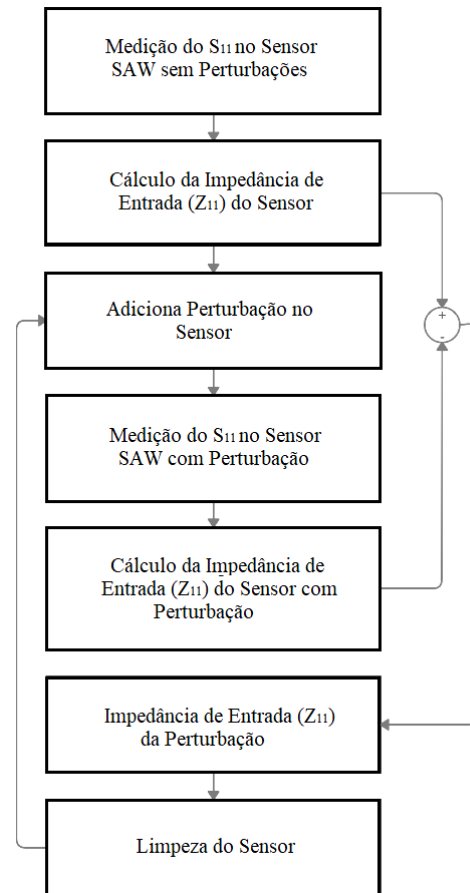 Medição do S₁₁ no Sensor
SAW sem Perturbações
Cálculo da Impedância de
Entrada (Z₁₁) do Sensor
+
-
Adiciona Perturbação no
Sensor
Medição do S₁₁ no Sensor
SAW com Perturbação
Cálculo da Impedância de
Entrada (Z₁₁) do Sensor com
Perturbação
Impedância de Entrada (Z₁₁)
da Perturbação
Limpeza do Sensor